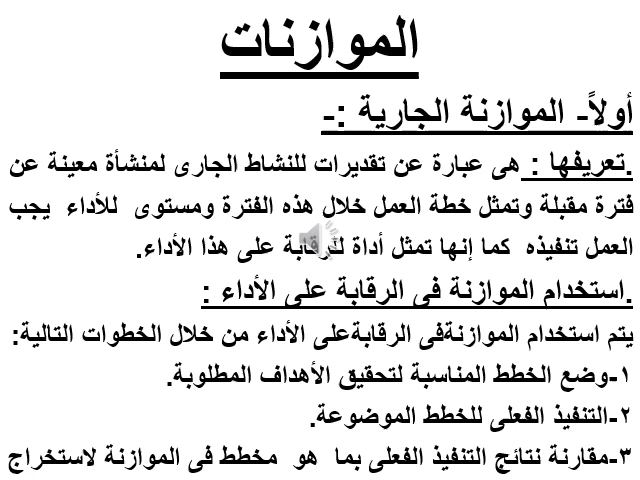 الموازنات
أولاً- الموازنة الجارية :-
.تعريفها : هى عبارة عن تقديرات للنشاط الجارى لمنشأة معينة عن
فترة مقبلة وتمثل خطة العمل خلال هذه الفترة ومستوى للأداء يجب
العمل تنفيذه كما إنها تمثل أداة للرقابة على هذا الأداء.
.استخدام الموازنة فى الرقابة على الأداء :
يتم استخدام الموازنةفى الرقابةعلى الأداء من خلال الخطوات التالية:
١-وضع الخطط المناسبة لتحقيق الأهداف المطلوبة.
٢-التنفيذ الفعلى للخطط الموضوعة.
٣-مقارنة نتائج التنفيذ الفعلى بما هو مخطط فى الموازنة لاستخراج